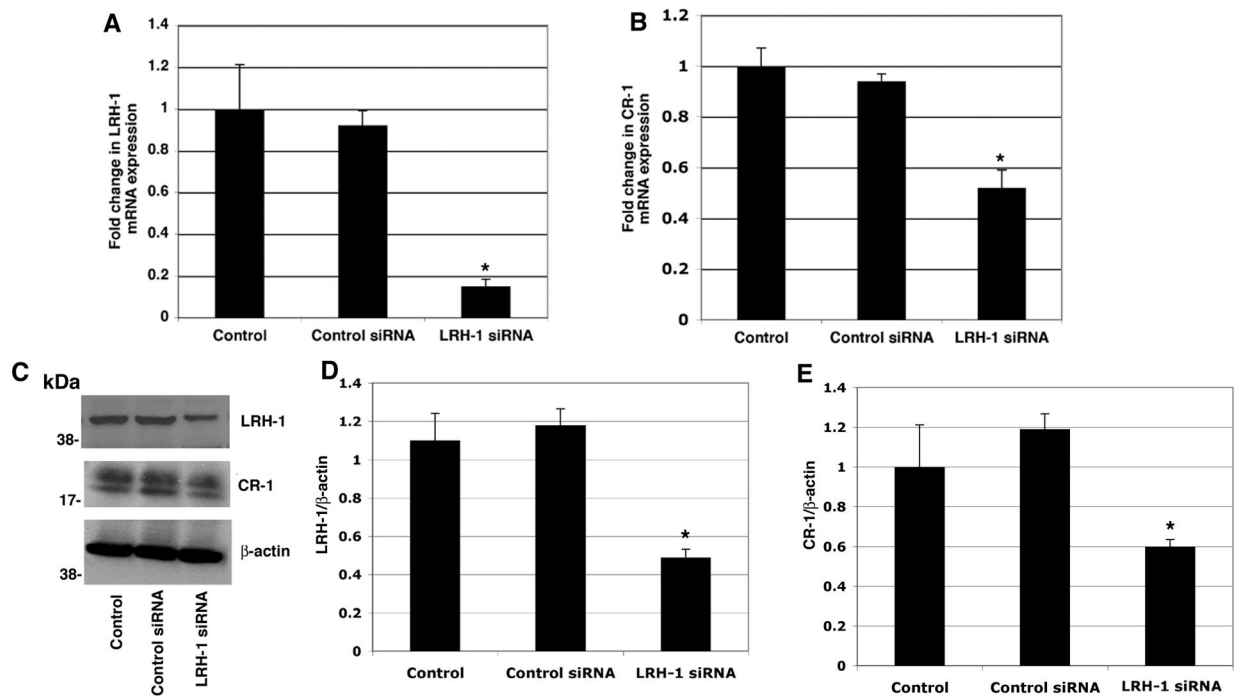 A
Fold change in LRH-1
mRNA expression
1.4
1.2
1
0.8
0.6
0.4
0.2
0
*
Control
Control siRNA
LRH-1 siRNA
B
Fold change in CR-1
mRNA expression
1.2
1
0.8
0.6
0.4
0.2
0
*
Control
Control siRNA
LRH-1 siRNA
C
kDa
38-
LRH-1
17-
CR-1
38-
β-actin
Control
Control siRNA
LRH-1 siRNA
D
LRH-1/β-actin
1.4
1.2
1
0.8
0.6
0.4
0.2
0
*
Control
Control siRNA
LRH-1 siRNA
E
CR-1/β-actin
1.4
1.2
1
0.8
0.6
0.4
0.2
0
*
Control
Control siRNA
LRH-1 siRNA